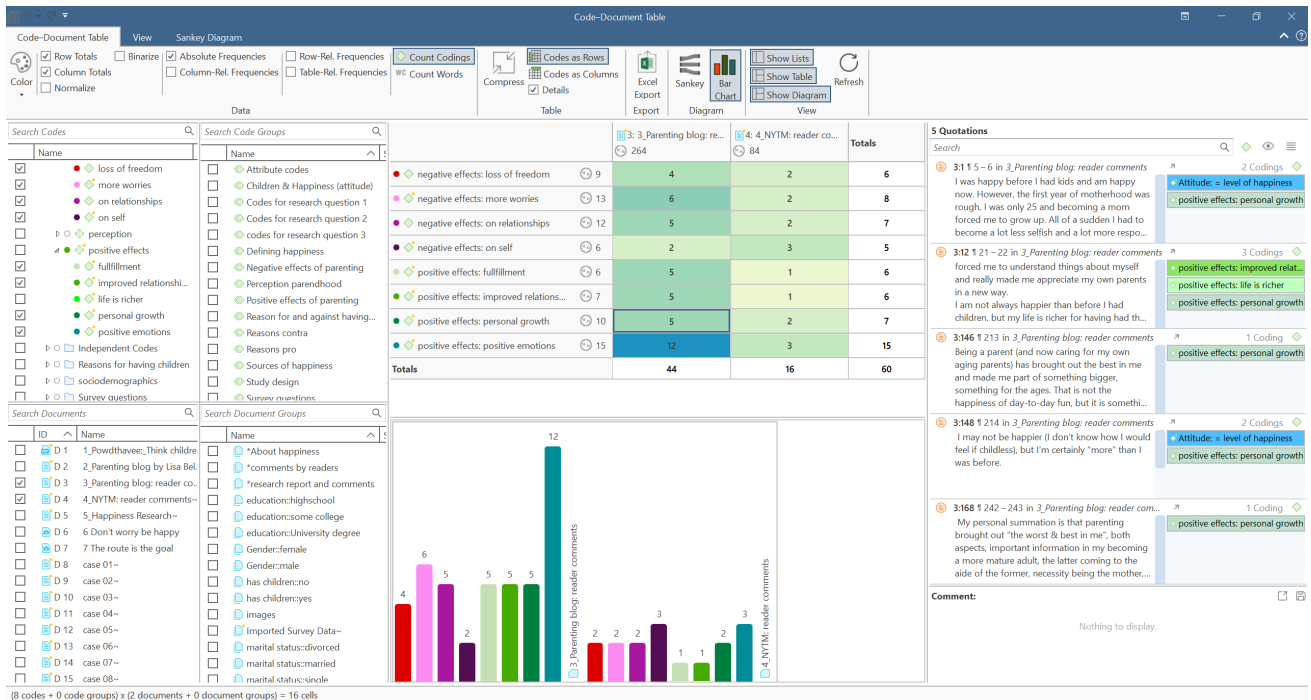 Code–Document Table
Code–Document Table View Sankey Diagram
Color
Row Totals
Column Totals
Normalize
Binarize
Absolute Frequencies
Column-Rel. Frequencies
Row-Rel. Frequencies
Table-Rel. Frequencies
Data
Count Codings
WC Count Words
Compress
Codes as Rows
Codes as Columns
Details
Table
Excel Export
Export
Sankey
Bar Chart
Diagram
Show Lists
Show Table
Show Diagram
Refresh
View
Search Codes
Name
loss of freedom
more worries
on relationships
on self
perception
positive effects
fullfillment
improved relationshi...
life is richer
personal growth
positive emotions
Independent Codes
Reasons for having children
sociodemographics
Survey questions
Search Code Groups
Name
Attribute codes
Children & Happiness (attitude)
Codes for research question 1
Codes for research question 2
codes for research question 3
Defining happiness
Negative effects of parenting
Perception parendhood
Positive effects of parenting
Reason for and against having...
Reasons contra
Reasons pro
Sources of happiness
Study design
Survey questions
Search Documents
ID Name
D 1 1_Powdthavee:_Think childre
D 2 2_Parenting blog by Lisa Bel.
D 3 3_Parenting blog: reader co..
D 4 4_NYTM: reader comments~
D 5 5_Happiness Research~
D 6 6 Don't worry be happy
D 7 7 The route is the goal
D 8 case 01~
D 9 case 02~
D 10 case 03~
D 11 case 04~
D 12 case 05~
D 13 case 06~
D 14 case 07~
D 15 case 08~
Search Document Groups
Name
*About happiness
*comments by readers
*research report and comments
education::highschool
education::some college
education::University degree
Gender::female
Gender::male
has children::no
has children::yes
images
Imported Survey Data~
marital status::divorced
marital status::married
marital status::single
3: 3_Parenting blog: re... 4: 4_NYTM: reader co... Totals
264 84
negative effects: loss of freedom 9 4 2 6
negative effects: more worries 13 6 2 8
negative effects: on relationships 12 5 2 7
negative effects: on self 6 2 3 5
positive effects: fullfillment 6 5 1 6
positive effects: improved relations... 7 5 1 6
positive effects: personal growth 10 5 2 7
positive effects: positive emotions 15 12 3 15
Totals 44 16 60
4 6 5 2 5 5 5 12
3_Parenting blog: reader comments
2 2 2 3 1 1 2 3
4_NYTM: reader comments
5 Quotations
Search
3:1 ¶ 5 – 6 in 3_Parenting blog: reader comments 2 Codings
I was happy before I had kids and am happy
now. However, the first year of motherhood was
rough. I was only 25 and becoming a mom
forced me to grow up. All of a sudden I had to
become a lot less selfish and a lot more respo...
Attitude: = level of happiness
positive effects: personal growth
3:12 ¶ 21 – 22 in 3_Parenting blog: reader comments 3 Codings
forced me to understand things about myself
and really made me appreciate my own parents
in a new way.
I am not always happier than before I had
children, but my life is richer for having had th...
positive effects: improved relat...
positive effects: life is richer
positive effects: personal growth
3:146 ¶ 213 in 3_Parenting blog: reader comments 1 Coding
Being a parent (and now caring for my own
aging parents) has brought out the best in me
and made me part of something bigger,
something for the ages. That is not the
happiness of day-to-day fun, but it is somethi...
positive effects: personal growth
3:148 ¶ 214 in 3_Parenting blog: reader comments 2 Codings
I may not be happier (I don't know how I would
feel if childless), but I'm certainly “more” than I
was before.
Attitude: = level of happiness
positive effects: personal growth
3:168 ¶ 242 – 243 in 3_Parenting blog: reader com... 1 Coding
My personal summation is that parenting
brought out “the worst & best in me”, both
aspects, important information in my becoming
a more mature adult, the latter coming to the
aide of the former, necessity being the mother,...
positive effects: personal growth
Comment:
Nothing to display.
(8 codes + 0 code groups) x (2 documents + 0 document groups) = 16 cells